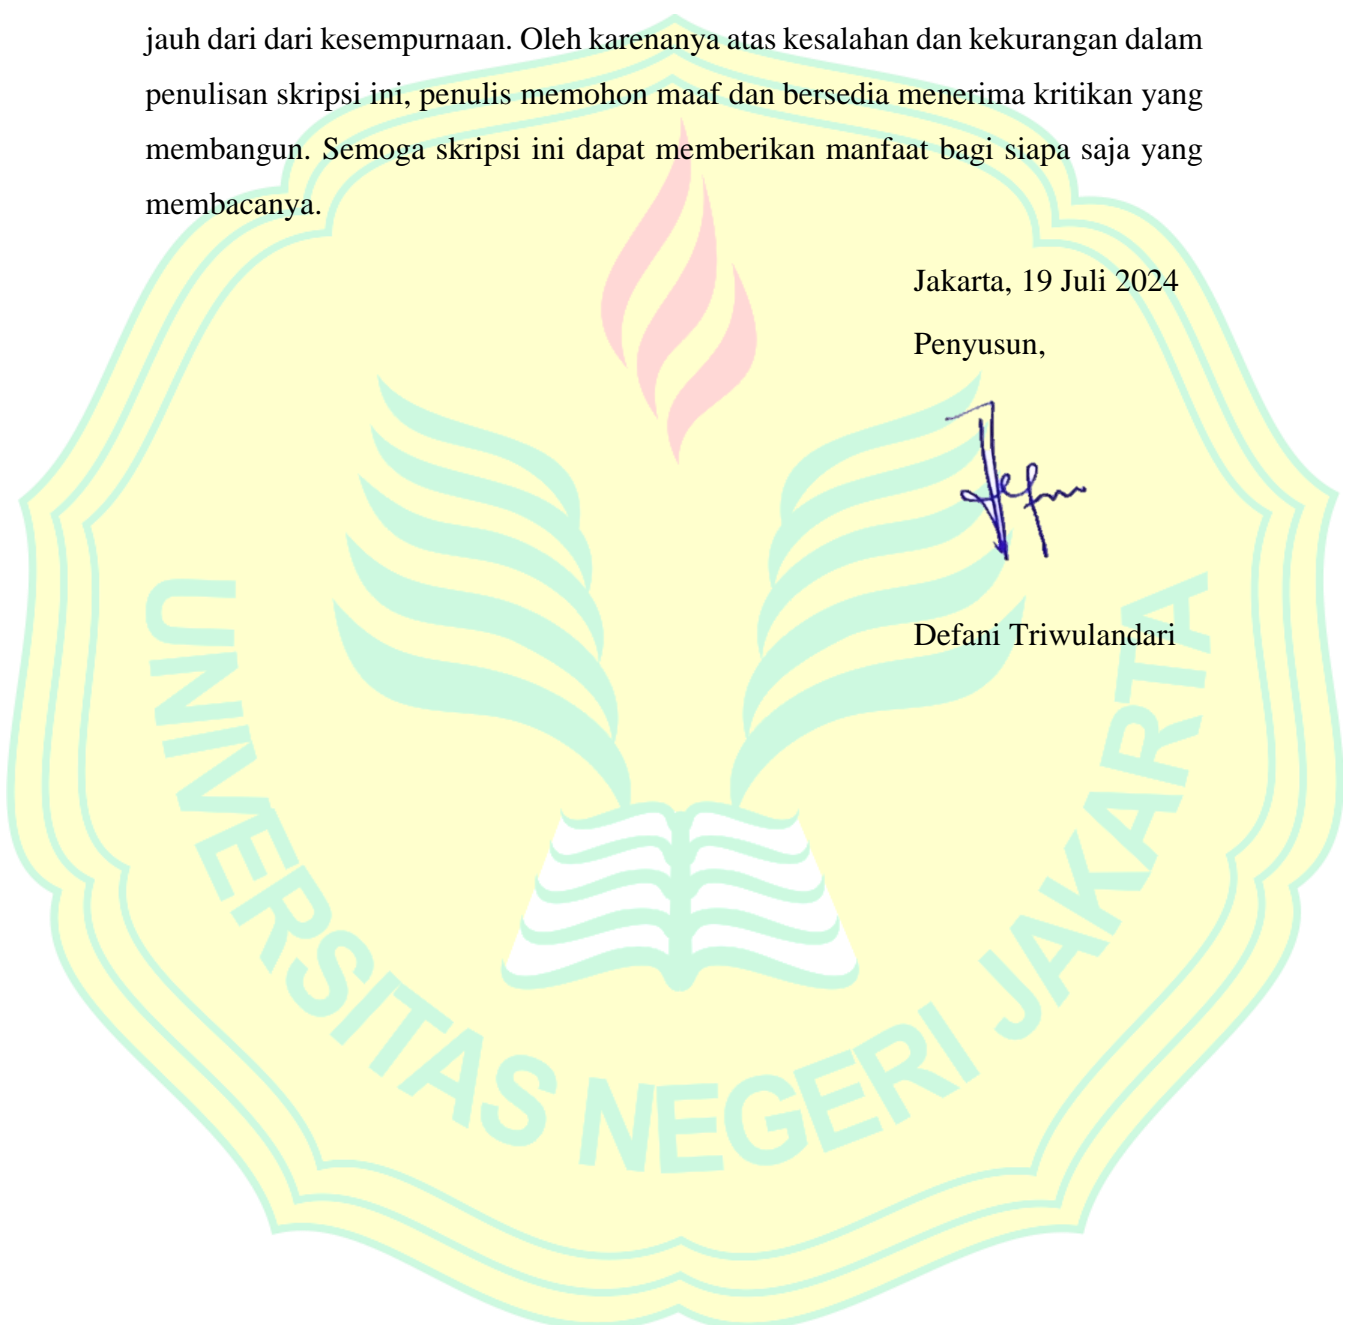 jauh dari dari kesempurnaan. Oleh karenanya atas kesalahan dan kekurangan dalam
penulisan skripsi ini, penulis memohon maaf dan bersedia menerima kritikan yang
membangun. Semoga skripsi ini dapat memberikan manfaat bagi siapa saja yang
membacanya.
Jakarta, 19 Juli 2024
Penyusun,
Defani Triwulandari
UNIVERSITAS NEGERI JAKARTA